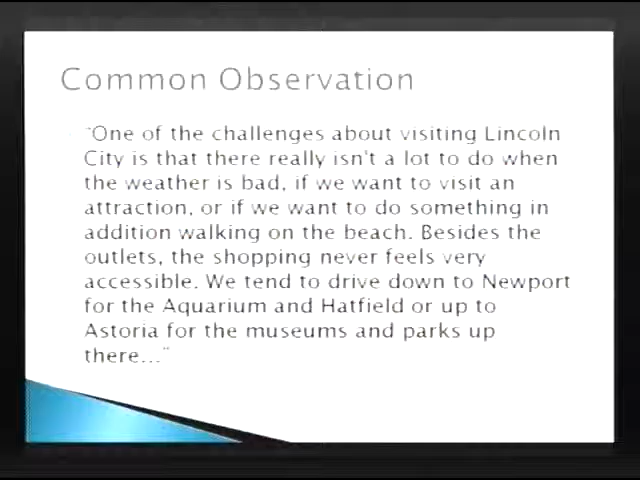 Common Observation
"One of the challenges about visiting Lincoln
City is that there really isn't a lot to do when
the weather is bad, if we want to visit an
attraction, or if we want to do something in
addition walking on the beach. Besides the
outlets, the shopping never feels very
accessible. We tend to drive down to Newport
for the Aquarium and Hatfield or up to
Astoria for the museums and parks up
there..."